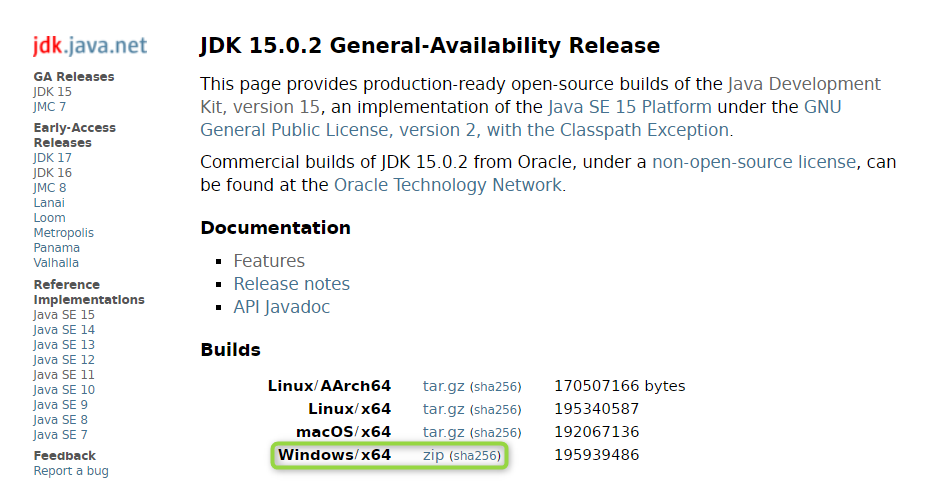 jdk.java.net
GA Releases
JDK 15
JMC 7
Early-Access
Releases
JDK 17
JDK 16
JMC 8
Lanai
Loom
Metropolis
Panama
Valhalla
Reference
Implementations
Java SE 15
Java SE 14
Java SE 13
Java SE 12
Java SE 11
Java SE 10
Java SE 9
Java SE 8
Java SE 7
Feedback
Report a bug
JDK 15.0.2 General-Availability Release
This page provides production-ready open-source builds of the Java Development
Kit, version 15, an implementation of the Java SE 15 Platform under the GNU
General Public License, version 2, with the Classpath Exception.
Commercial builds of JDK 15.0.2 from Oracle, under a non-open-source license, can
be found at the Oracle Technology Network.
Documentation
▪ Features
▪ Release notes
▪ API Javadoc
Builds
Linux/AArch64 tar.gz (sha256) 170507166 bytes
Linux/x64 tar.gz (sha256) 195340587
macOS/x64 tar.gz (sha256) 192067136
Windows/x64 zip (sha256) 195939486